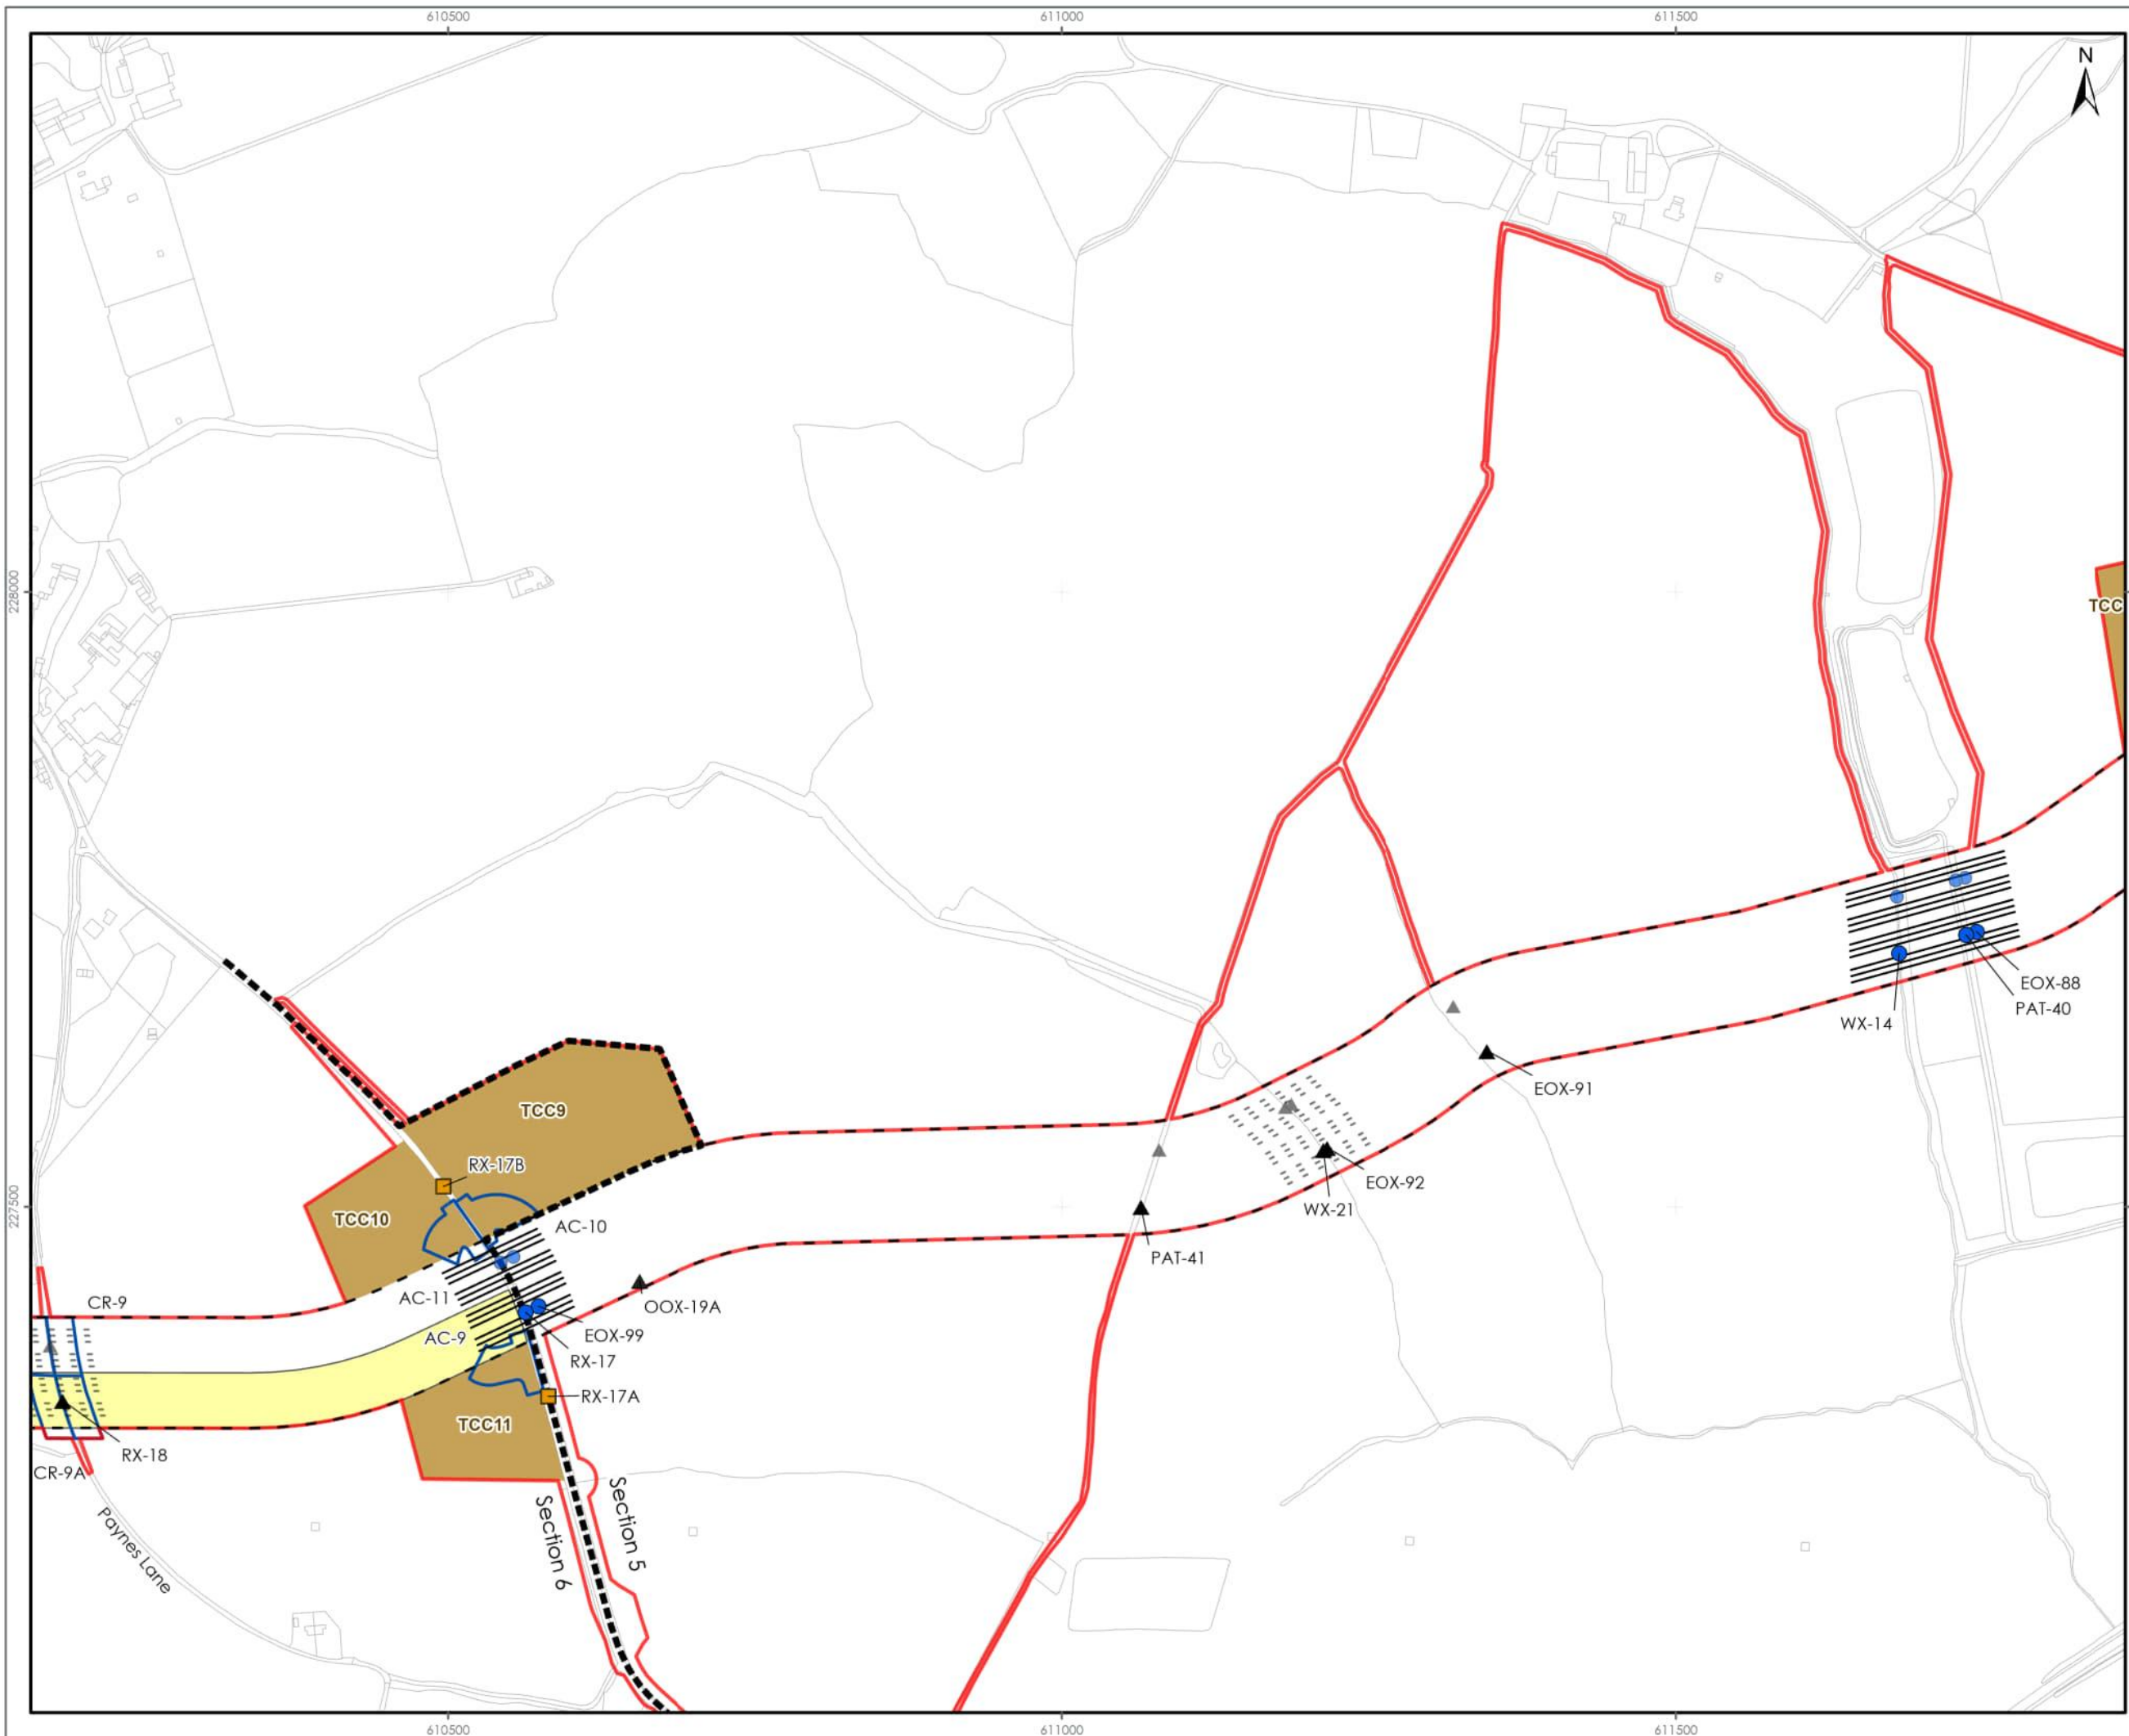 610500
611000
611500
N
228000
TCC
EOX-88
PAT-40
WX-14
EOX-91
TCC9
RX-17B
EOX-92
227500
TCC10
WX-21
AC-10
PAT-41
AC-11
CR-9
OOX-19A
EOX-99
AC-9
RX-17
RX-17A
TCC11
RX-18
CR-9A
Section 5
Section 6
Paynes Lane
610500
611000
611500